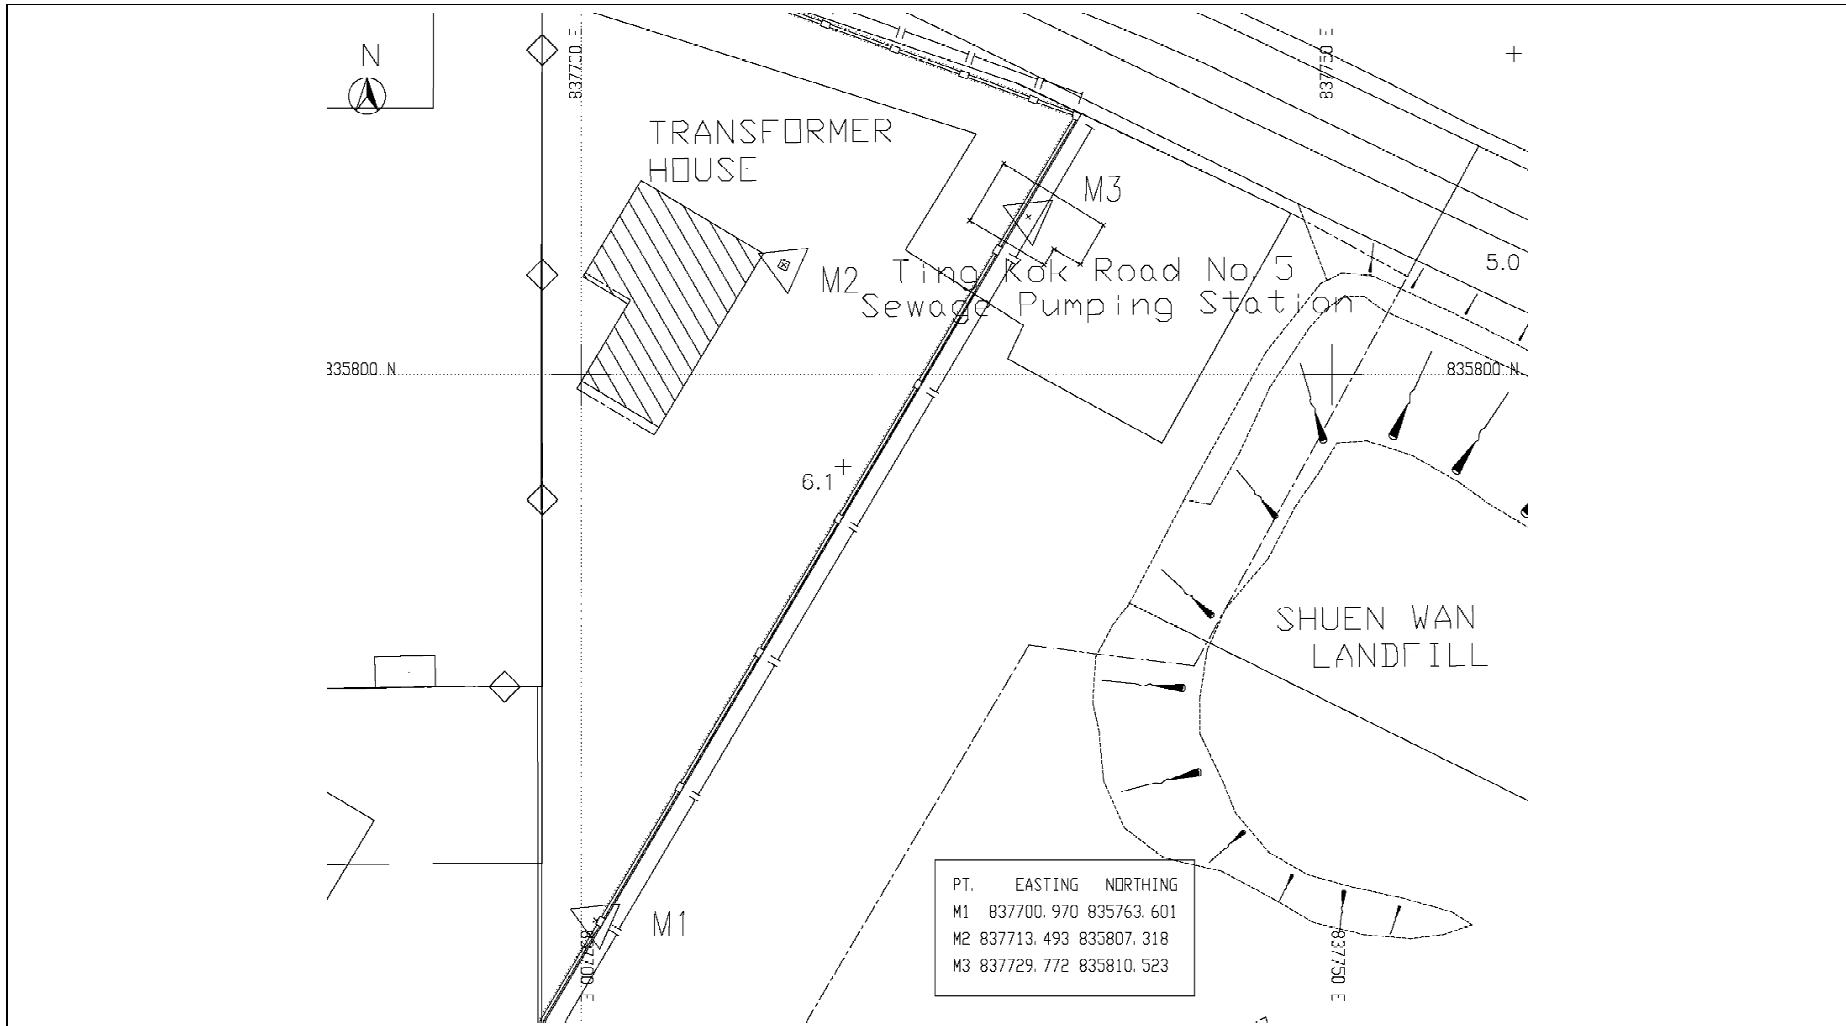 N
837700 E
837750 E
TRANSFORMER
HOUSE
M3
M2
Ting Kok Road No. 5
Sewage Pumping Station
5.0
835800 N
835800 N
6.1
SHUEN WAN
LANDFILL
M1
PT. EASTING NORTHING
M1 837700.970 835763.601
M2 837713.493 835807.318
M3 837729.772 835810.523
837700 E
837750 E